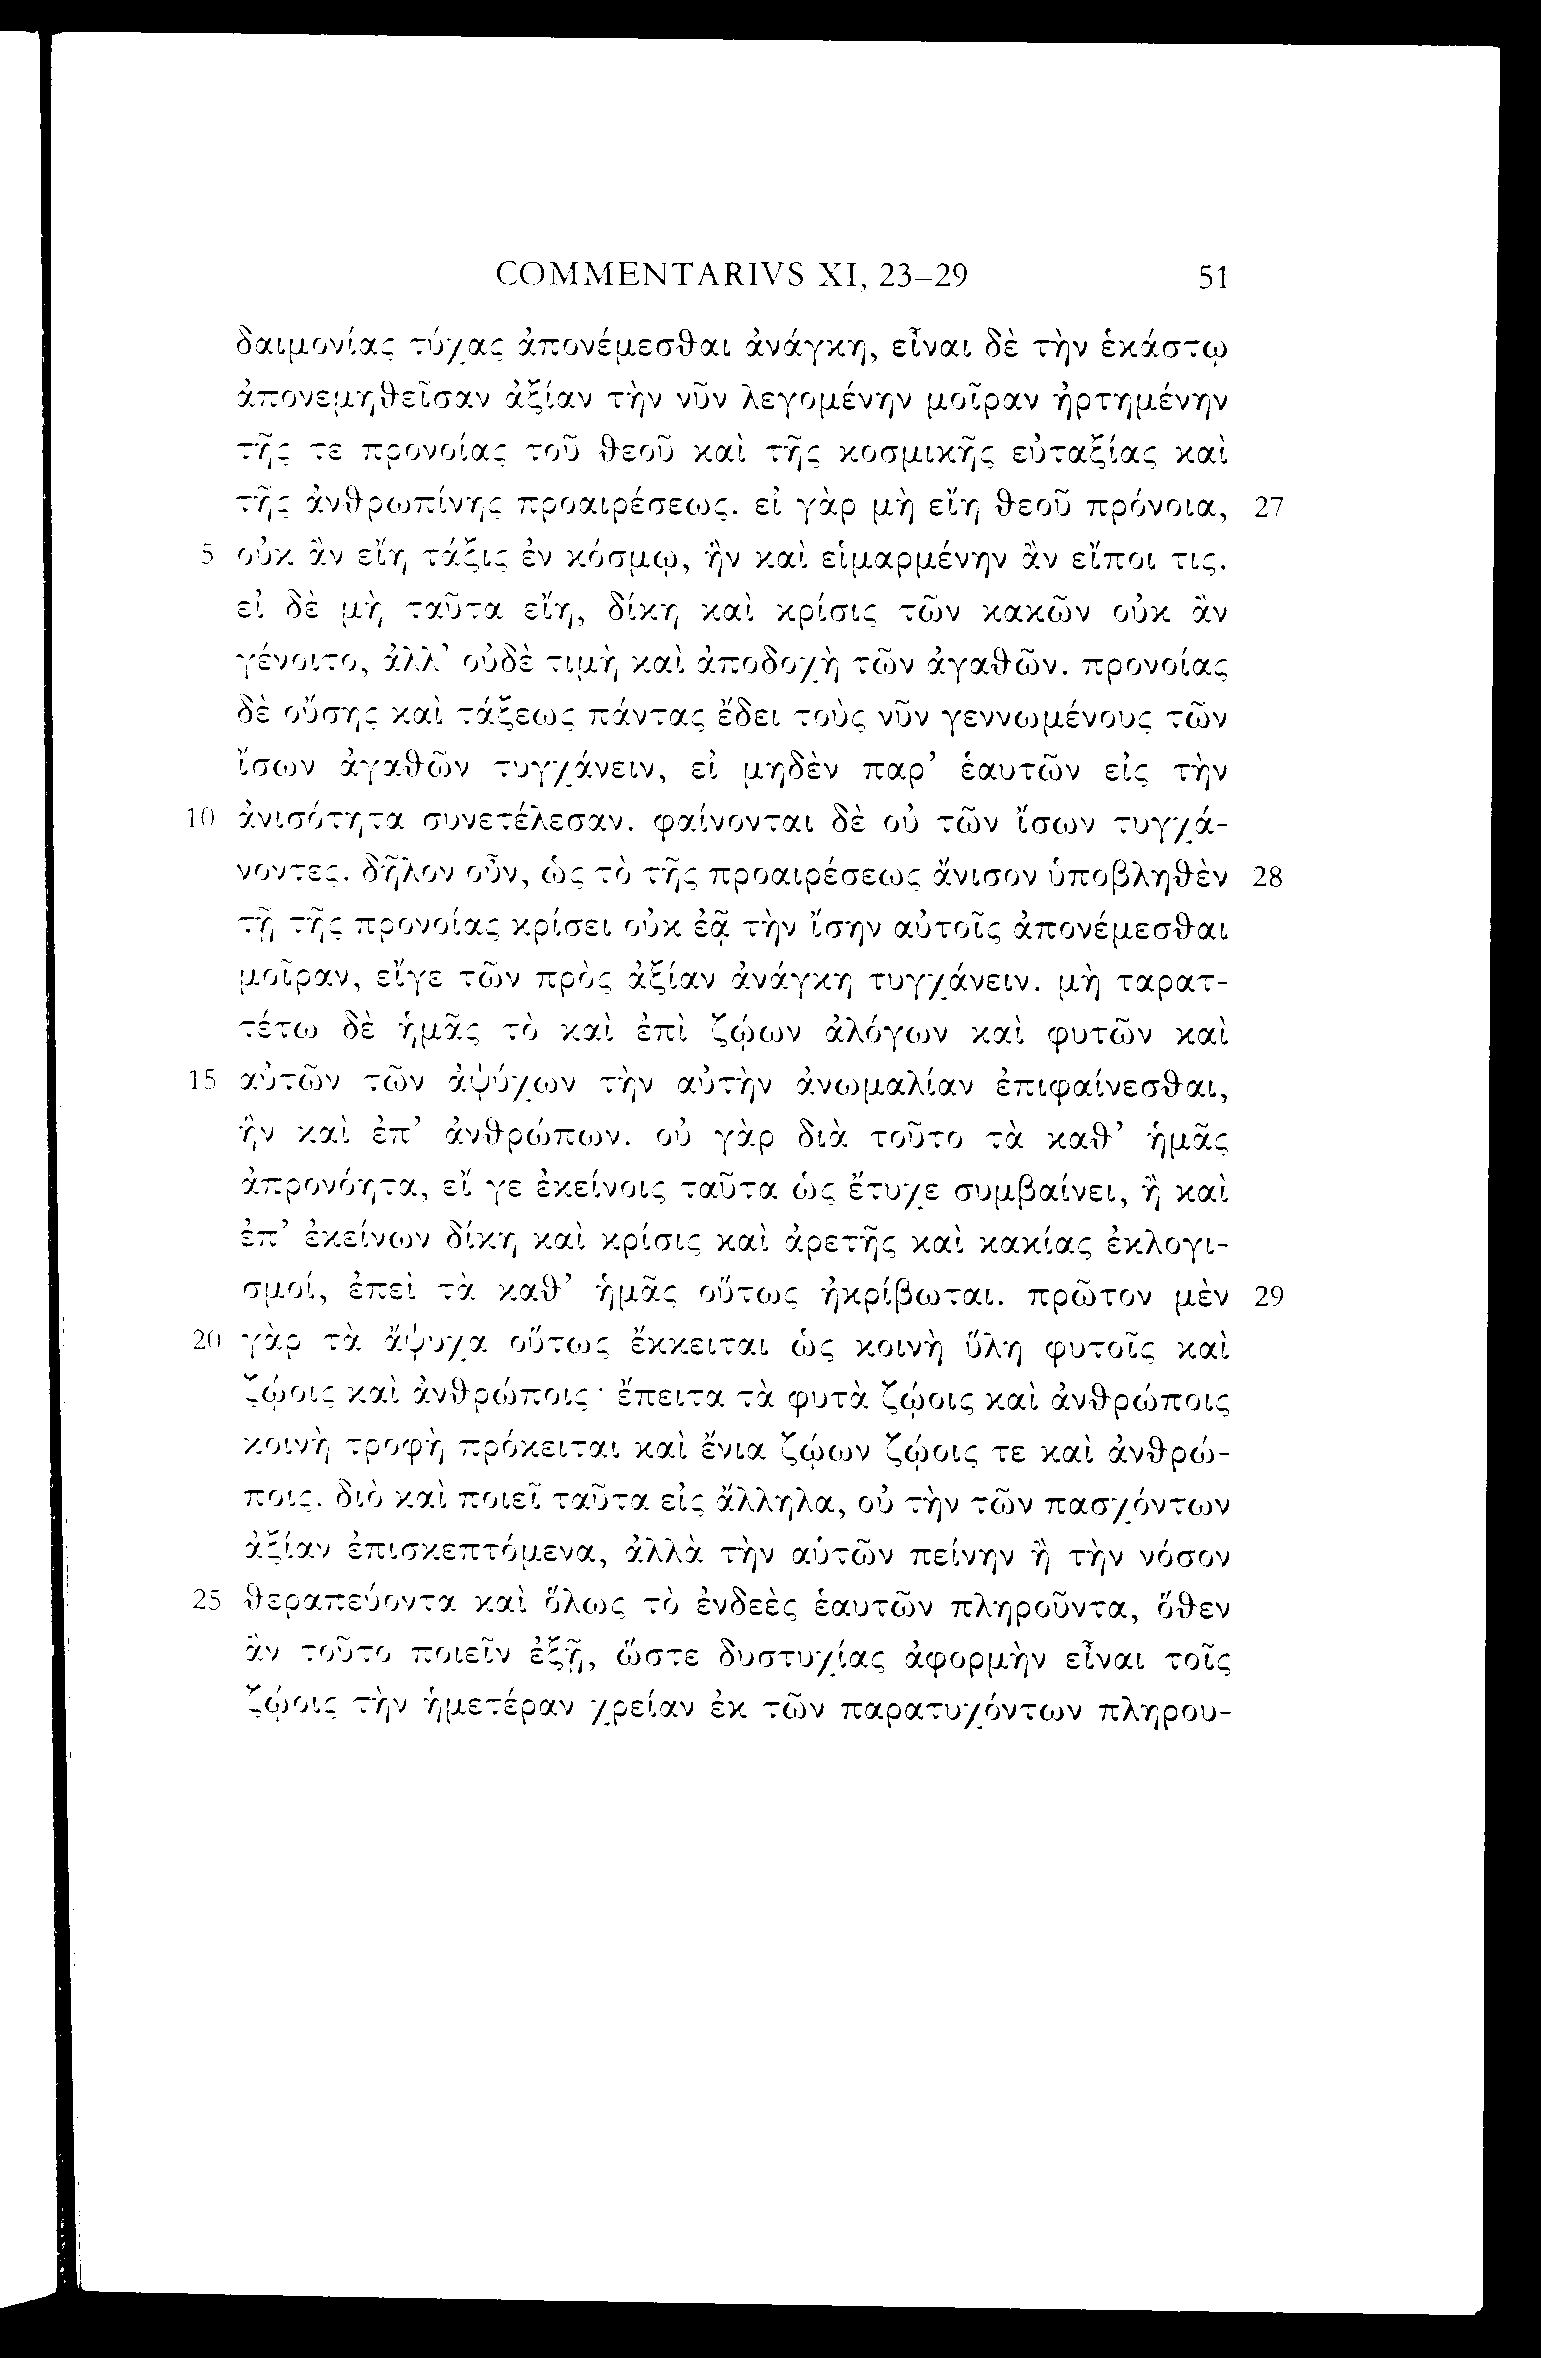 COMMENTARIVS XI, 23–29 51
δαιμονίας τύχας ἀπονέμεσθαι ἀνάγκη, εἶναι δὲ τὴν ἑκάστῳ
ἀπονεμηθεῖσαν ἀξίαν τὴν νῦν λεγομένην μοῖραν ἠρτημένην
τῆς τε προνοίας τοῦ θεοῦ καὶ τῆς κοσμικῆς εὐταξίας καὶ
τῆς ἀνθρωπίνης προαιρέσεως. εἰ γὰρ μὴ εἴη θεοῦ πρόνοια, 27
5 οὐκ ἂν εἴη τάξις ἐν κόσμῳ, ἣν καὶ εἱμαρμένην ἂν εἴποι τις.
εἰ δὲ μὴ ταῦτα εἴη, δίκη καὶ κρίσις τῶν κακῶν οὐκ ἂν
γένοιτο, ἀλλ’ οὐδὲ τιμὴ καὶ ἀποδοχὴ τῶν ἀγαθῶν. προνοίας
δὲ οὔσης καὶ τάξεως πάντας ἔδει τοὺς νῦν γεννωμένους τῶν
ἴσων ἀγαθῶν τυγχάνειν, εἰ μηδὲν παρ’ ἑαυτῶν εἰς τὴν
10 ἀνισότητα συνετέλεσαν. φαίνονται δὲ οὐ τῶν ἴσων τυγχά-
νοντες. δῆλον οὖν, ὡς τὸ τῆς προαιρέσεως ἄνισον ὑποβληθὲν 28
τῇ τῆς προνοίας κρίσει οὐκ ἐᾷ τὴν ἴσην αὐτοῖς ἀπονέμεσθαι
μοῖραν, εἴγε τῶν πρὸς ἀξίαν ἀνάγκη τυγχάνειν. μὴ ταρατ-
τέτω δὲ ἡμᾶς τὸ καὶ ἐπὶ ζῴων ἀλόγων καὶ φυτῶν καὶ
15 αὐτῶν τῶν ἀψύχων τὴν αὐτὴν ἀνωμαλίαν ἐπιφαίνεσθαι,
ἣν καὶ ἐπ’ ἀνθρώπων. οὐ γὰρ διὰ τοῦτο τὰ καθ’ ἡμᾶς
ἀπρονόητα, εἴ γε ἐκείνοις ταῦτα ὡς ἔτυχε συμβαίνει, ἢ καὶ
ἐπ’ ἐκείνων δίκη καὶ κρίσις καὶ ἀρετῆς καὶ κακίας ἐκλογι-
σμοί, ἐπεὶ τὰ καθ’ ἡμᾶς οὕτως ἠκρίβωται. πρῶτον μὲν 29
20 γὰρ τὰ ἄψυχα οὕτως ἔκκειται ὡς κοινὴ ὕλη φυτοῖς καὶ
ζῴοις καὶ ἀνθρώποις· ἔπειτα τὰ φυτὰ ζῴοις καὶ ἀνθρώποις
κοινὴ τροφὴ πρόκειται καὶ ἔνια ζῴων ζῴοις τε καὶ ἀνθρώ-
ποις. διὸ καὶ ποιεῖ ταῦτα εἰς ἄλληλα, οὐ τὴν τῶν πασχόντων
ἀξίαν ἐπισκεπτόμενα, ἀλλὰ τὴν αὑτῶν πείνην ἢ τὴν νόσον
25 θεραπεύοντα καὶ ὅλως τὸ ἐνδεὲς ἑαυτῶν πληροῦντα, ὅθεν
ἂν τοῦτο ποιεῖν ἐξῇ, ὥστε δυστυχίας ἀφορμὴν εἶναι τοῖς
ζῴοις τὴν ἡμετέραν χρείαν ἐκ τῶν παρατυχόντων πληρου-